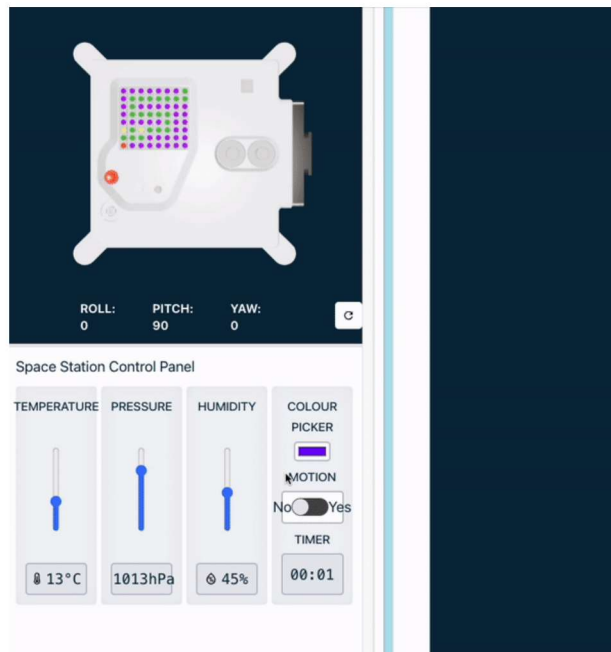 ROLL: PITCH: YAW:
0 90 0
Space Station Control Panel
TEMPERATURE PRESSURE HUMIDITY COLOUR
PICKER
MOTION
No Yes
TIMER
13°C 1013hPa 45% 00:01